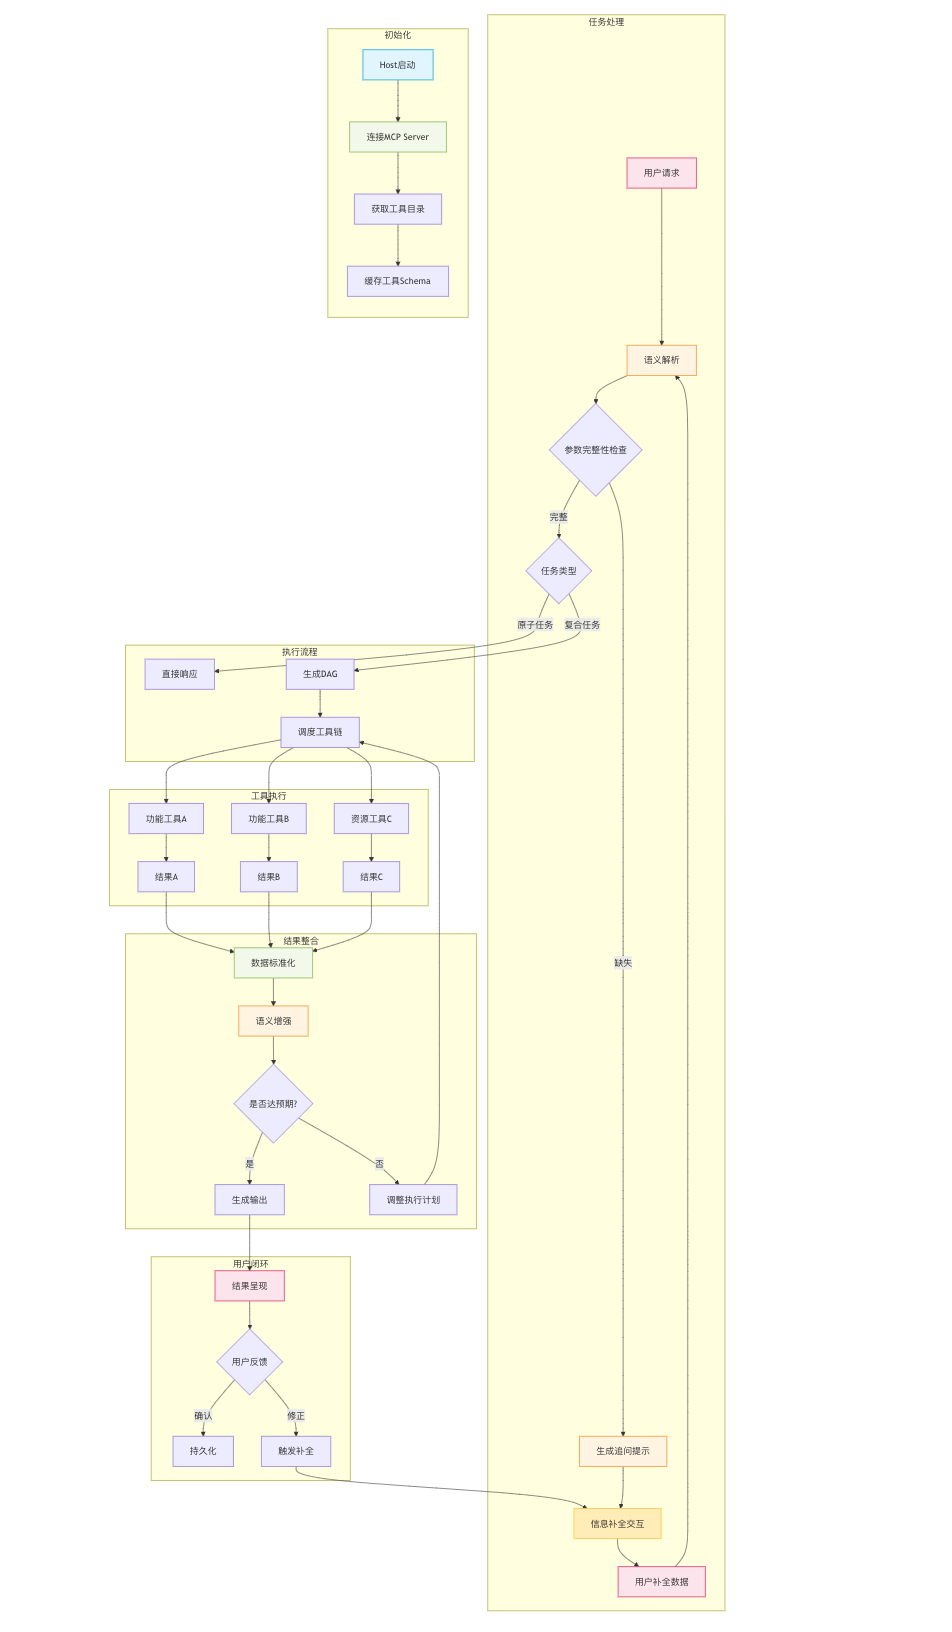 初始化
Host启动
连接MCP Server
获取工具目录
缓存工具Schema
任务处理
用户请求
语义解析
参数完整性检查
完整
任务类型
原子任务
复合任务
缺失
生成追问提示
信息补全交互
用户补全数据
执行流程
直接响应
生成DAG
调度工具链
工具执行
功能工具A
功能工具B
资源工具C
结果A
结果B
结果C
结果整合
数据标准化
语义增强
是否达预期?
是
否
生成输出
调整执行计划
用户闭环
结果呈现
用户反馈
确认
修正
持久化
触发补全